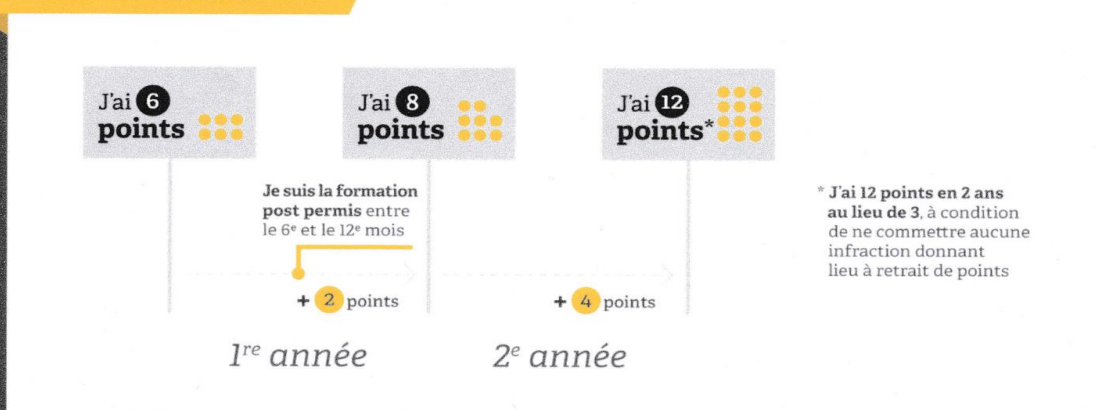 J'ai 6
points
J'ai 8
points
J'ai 12
points*
Je suis la formation
post permis entre
le 6ᵉ et le 12ᵉ mois
* J'ai 12 points en 2 ans
au lieu de 3, à condition
de ne commettre aucune
infraction donnant
lieu à retrait de points
+ 2 points
+ 4 points
1ʳᵉ année
2ᵉ année